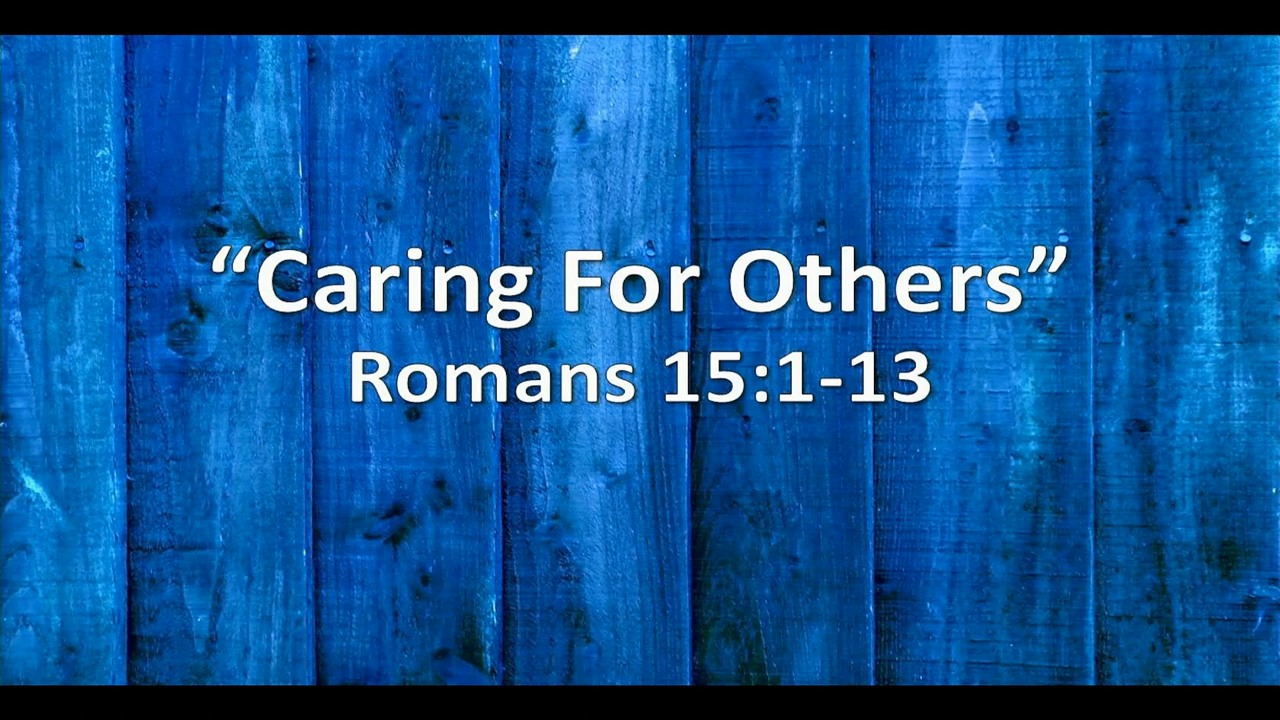 “Caring For Others”
Romans 15:1-13